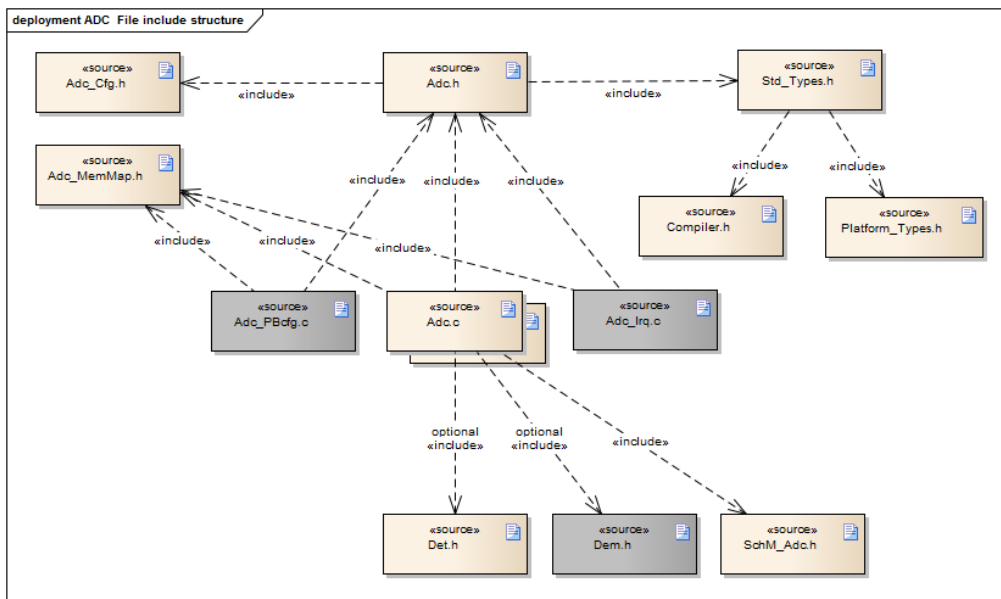 deployment ADC File include structure
«source»
Adc_Cfg.h
«source»
Adc.h
«source»
Std_Types.h
«include»
«include»
«source»
Adc_MemMap.h
«include»
«include»
«include»
«include»
«include»
«source»
Compiler.h
«source»
Platform_Types.h
«include»
«include»
«include»
«source»
Adc_PBcfg.c
«source»
Adc.c
«source»
Adc_Irq.c
optional
«include»
optional
«include»
«include»
«source»
Det.h
«source»
Dem.h
«source»
SchM_Adc.h